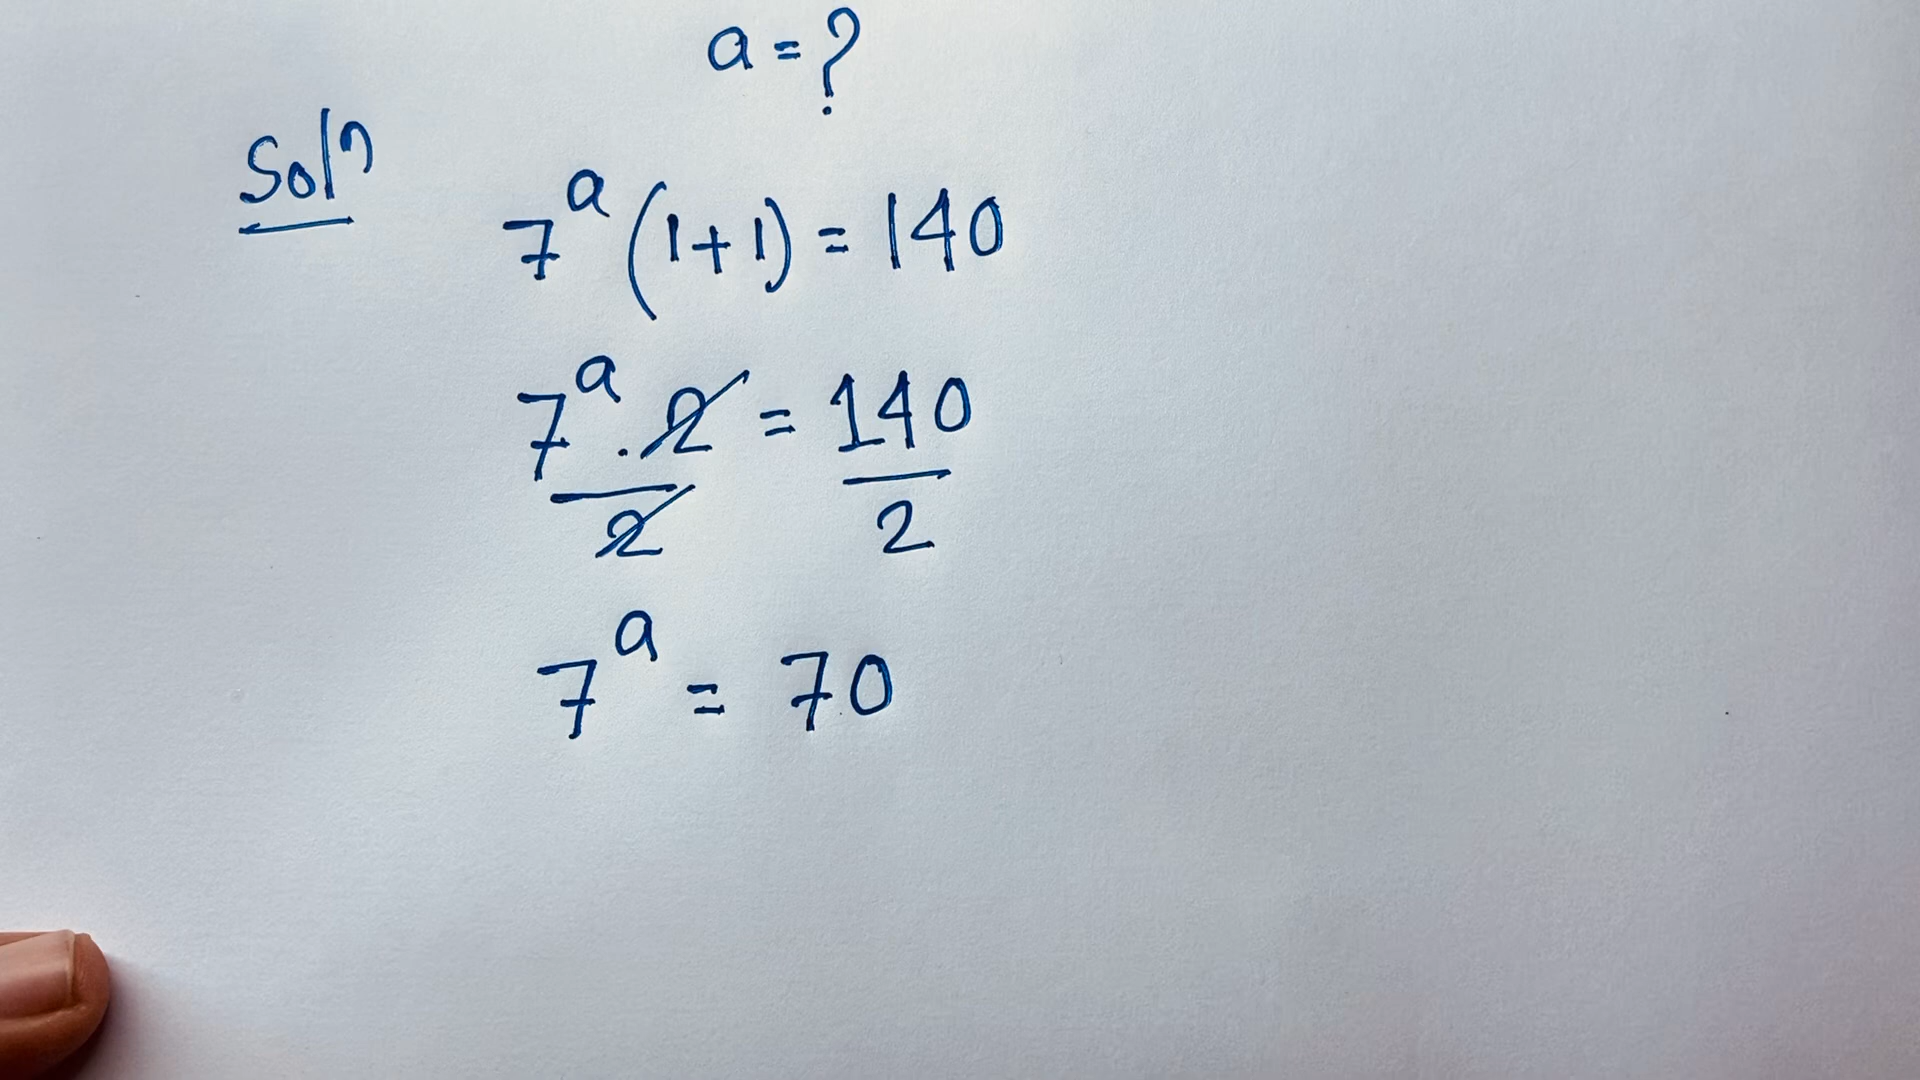 a = ?
Soln
7^a (1+1) = 140
7^a . 2 / 2 = 140 / 2
7^a = 70